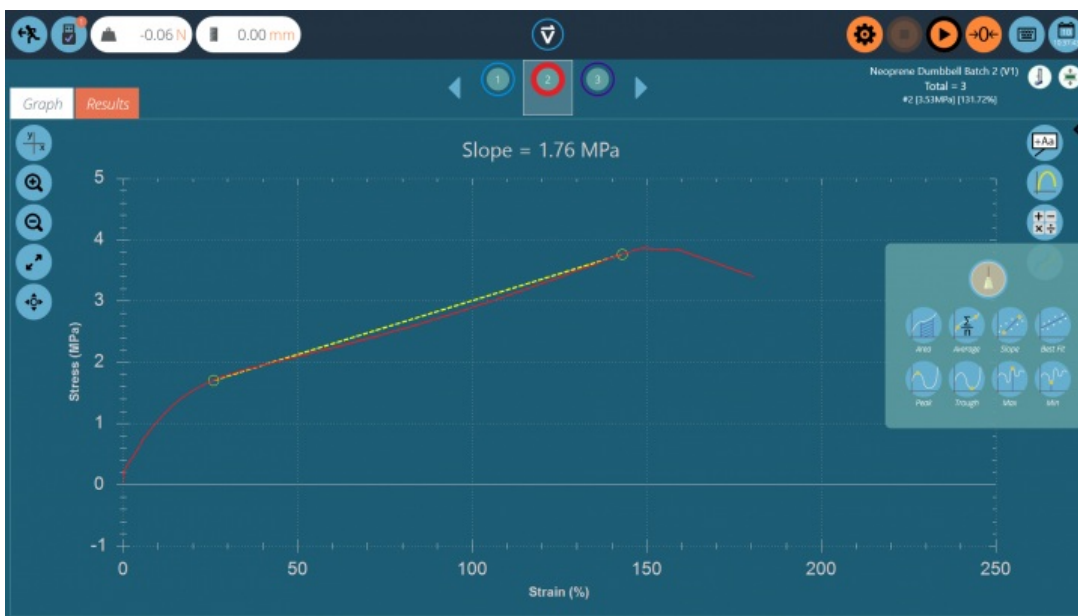 -0.06 N
0.00 mm
1
2
3
Neoprene Dumbbell Batch 2 (V1)
Total = 3
#2 [3.53MPa] [131.72%]
Graph
Results
Slope = 1.76 MPa
+Aa
5
4
3
2
1
0
-1
Stress (MPa)
0
50
100
150
200
250
Strain (%)
Area
Average
Slope
Best Fit
Peak
Trough
Max
Min